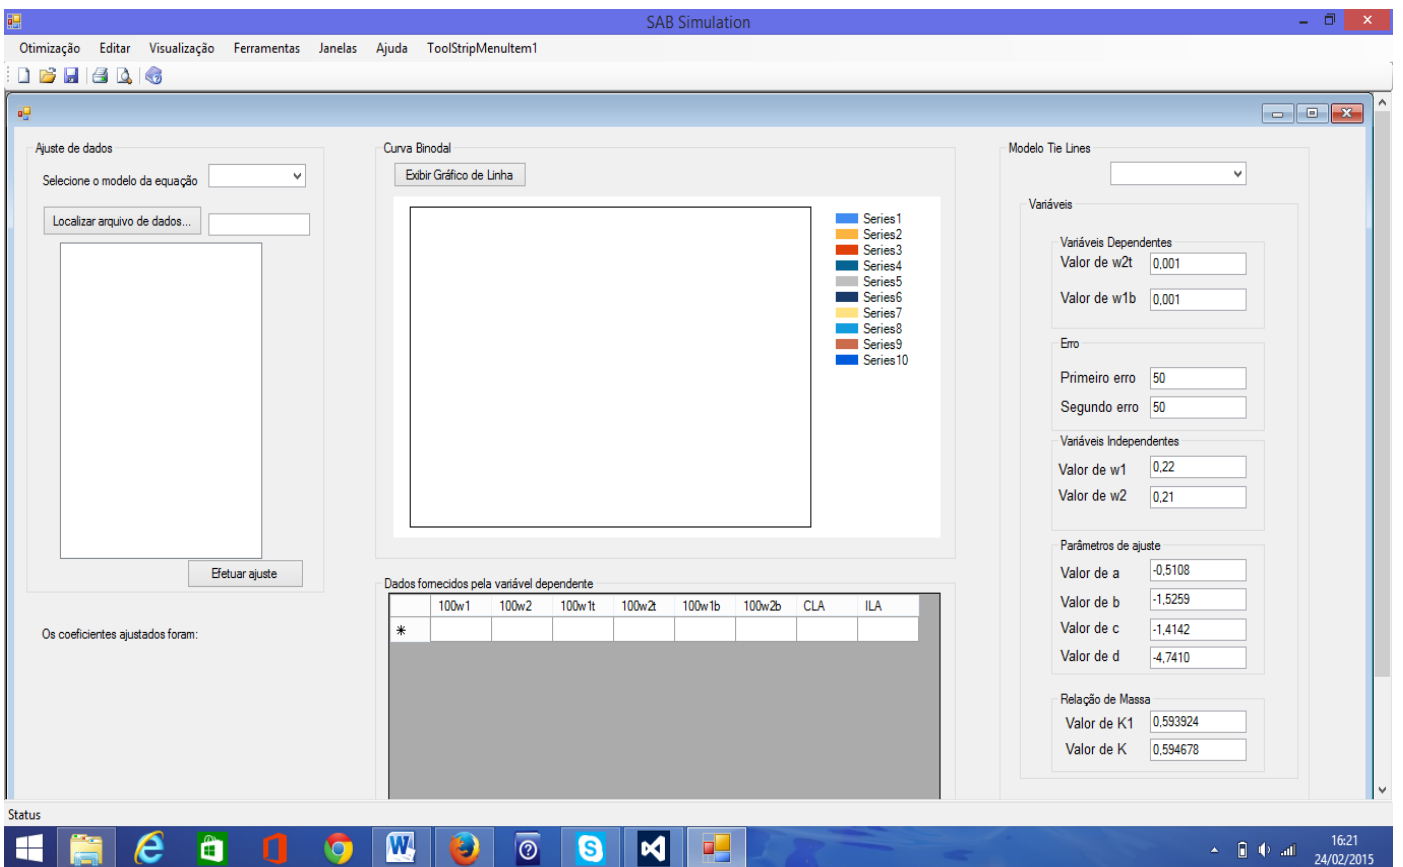 SAB Simulation
Otimização Editar Visualização Ferramentas Janelas Ajuda ToolStripMenuItem1
Ajuste de dados
Selecione o modelo da equação
Localizar arquivo de dados...
Efetuar ajuste
Os coeficientes ajustados foram:
Curva Binodal
Exibir Gráfico de Linha
Series1
Series2
Series3
Series4
Series5
Series6
Series7
Series8
Series9
Series10
Dados fornecidos pela variável dependente
100w1 100w2 100w1t 100w2t 100w1b 100w2b CLA ILA
Modelo Tie Lines
Variáveis
Variáveis Dependentes
Valor de w2t 0,001
Valor de w1b 0,001
Erro
Primeiro erro 50
Segundo erro 50
Variáveis Independentes
Valor de w1 0,22
Valor de w2 0,21
Parâmetros de ajuste
Valor de a -0,5108
Valor de b -1,5259
Valor de c -1,4142
Valor de d -4,7410
Relação de Massa
Valor de K1 0,593924
Valor de K 0,594678
Status
16:21
24/02/2015